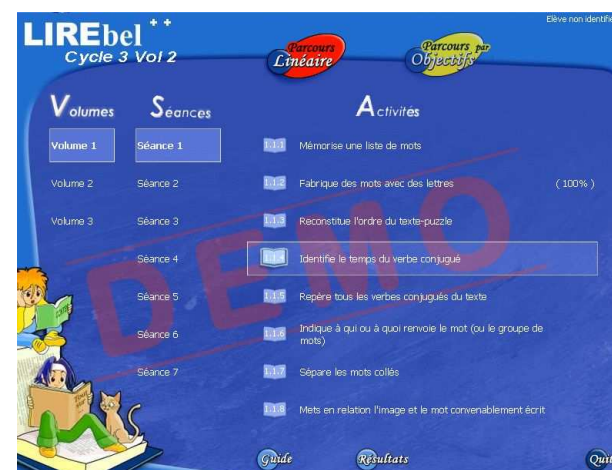 Elève non identifi
LIREbel ++
Cycle 3 Vol 2
Parcours Linéaire
Parcours par Objectifs
Volumes
Séances
Activités
Volume 1
Séance 1
1.1.1 Mémorise une liste de mots
Volume 2
Séance 2
1.1.2 Fabrique des mots avec des lettres ( 100% )
Volume 3
Séance 3
1.1.3 Reconstitue l'ordre du texte-puzzle
Séance 4
1.1.4 Identifie le temps du verbe conjugué
Séance 5
1.1.5 Repère tous les verbes conjugués du texte
Séance 6
1.1.6 Indique à qui ou à quoi renvoie le mot (ou le groupe de
mots)
Séance 7
1.1.7 Sépare les mots collés
1.1.8 Mets en relation l'image et le mot convenablement écrit
DEMO
Guide
Résultats
Quit